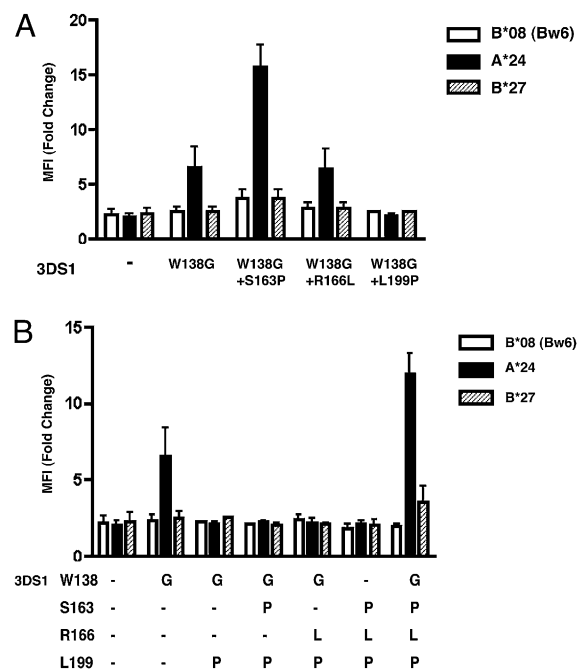 A
B*08 (Bw6)
A*24
B*27
MFI (Fold Change)
20
15
10
5
0
3DS1 - W138G W138G W138G W138G
+S163P +R166L +L199P
B
B*08 (Bw6)
A*24
B*27
MFI (Fold Change)
15
10
5
0
3DS1 W138 - G G G G - G
S163 - - - P - P P
R166 - - - - L L L
L199 - - P P P P P